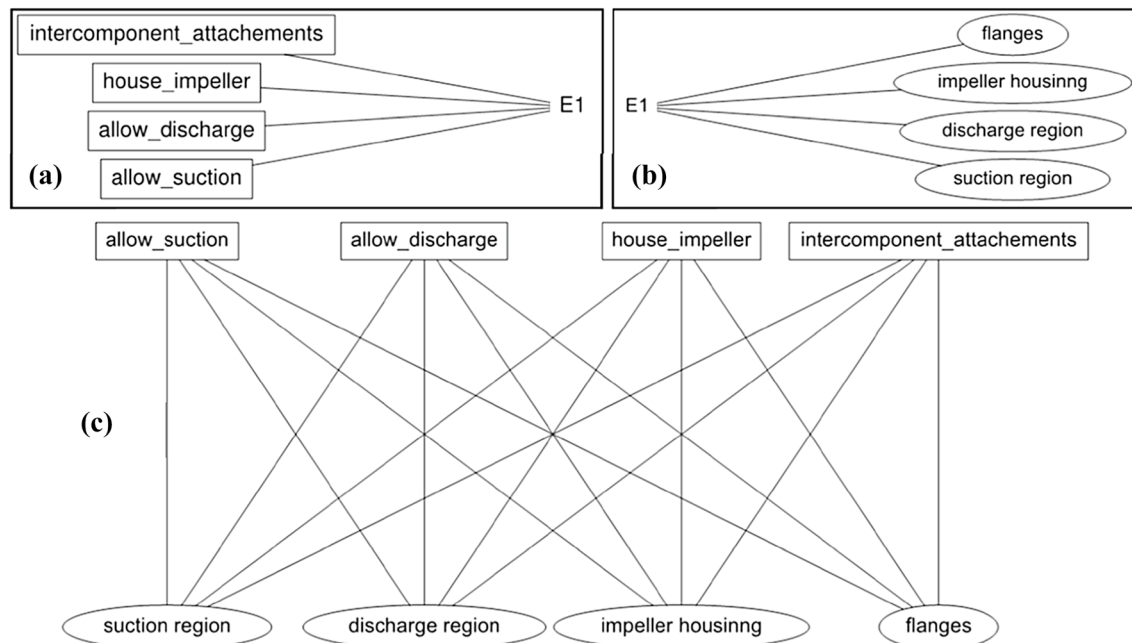 intercomponent_attachements
house_impeller
allow_discharge
allow_suction
E1
(a)
E1
flanges
impeller housinng
discharge region
suction region
(b)
allow_suction
allow_discharge
house_impeller
intercomponent_attachements
(c)
suction region
discharge region
impeller housinng
flanges